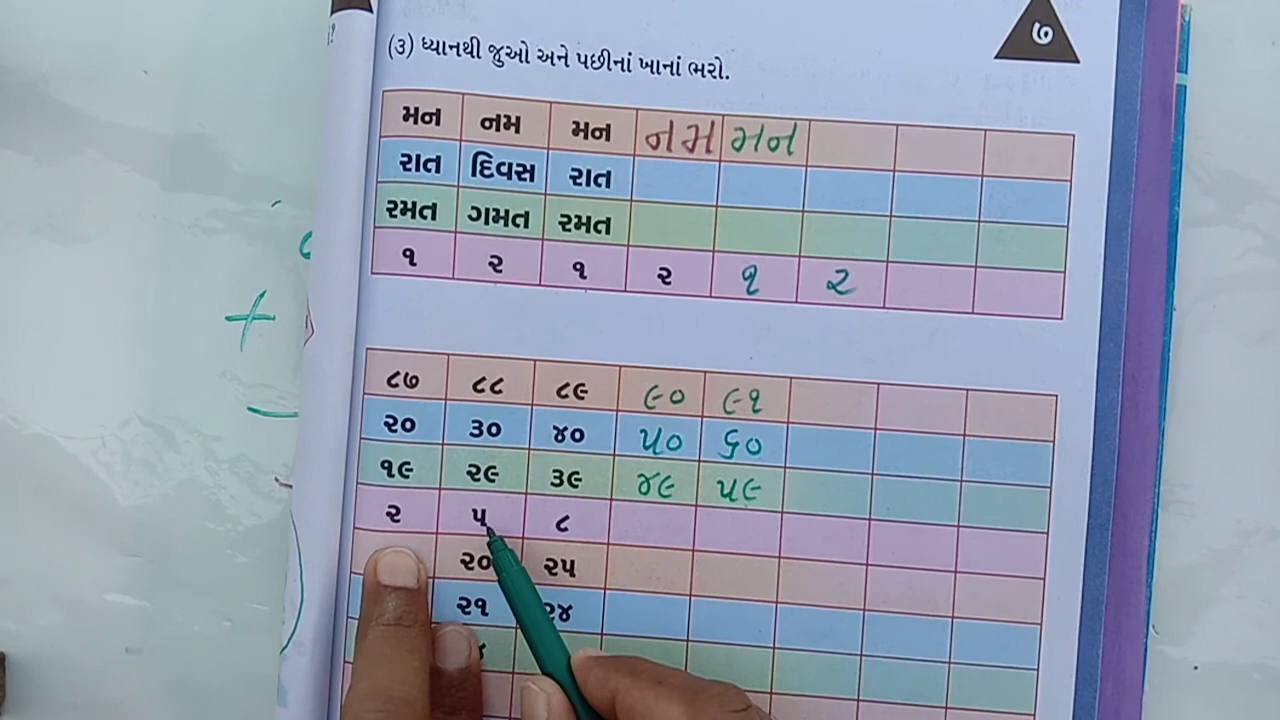 ૭
(૩) ધ્યાનથી જુઓ અને પછીનાં ખાનાં ભરો.
મન નમ મન નમ મન
રાત દિવસ રાત
રમત ગમત રમત
૧ ૨ ૧ ૨ ૧ ૨
૮૭ ૮૮ ૮૯ ૯૦ ૯૧
૨૦ ૩૦ ૪૦ ૫૦ ૬૦
૧૯ ૨૯ ૩૯ ૪૯ ૫૯
૨ ૫ ૮
૨૦ ૨૫
૨૧ ૨૪
+